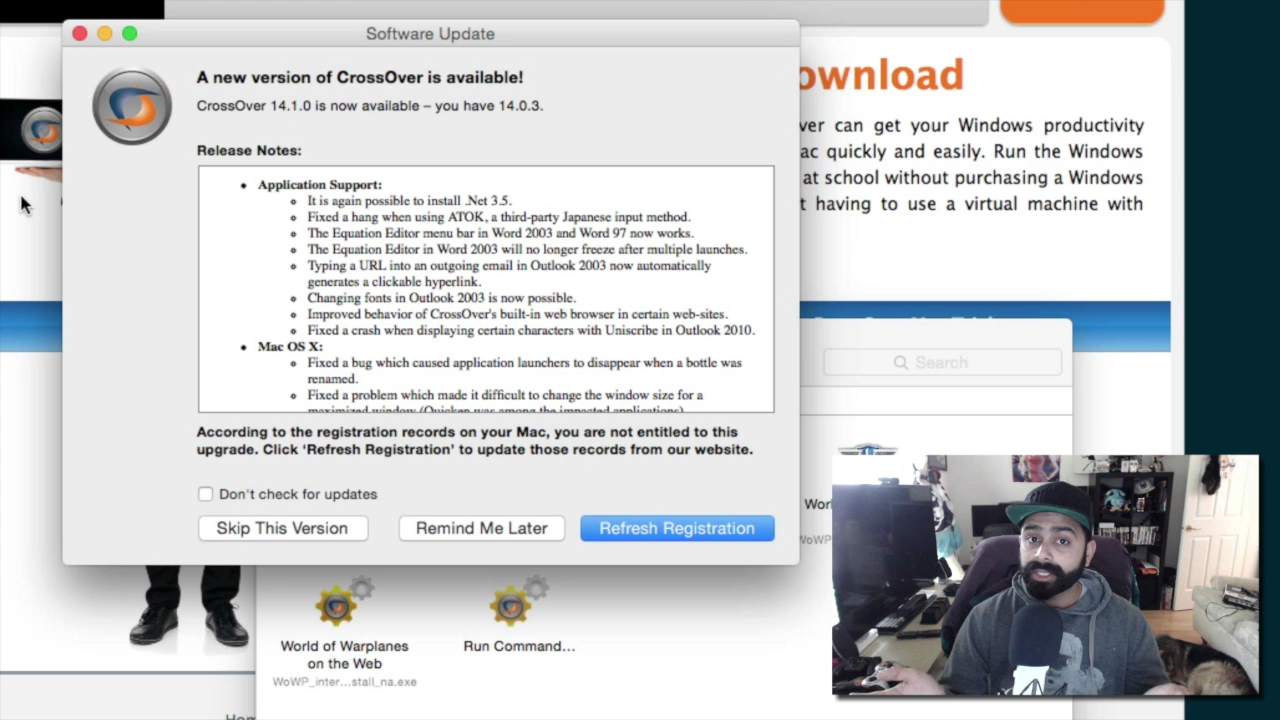 Software Update
A new version of CrossOver is available!
CrossOver 14.1.0 is now available – you have 14.0.3.
Release Notes:
• Application Support:
It is again possible to install .Net 3.5.
Fixed a hang when using ATOK, a third-party Japanese input method.
The Equation Editor menu bar in Word 2003 and Word 97 now works.
The Equation Editor in Word 2003 will no longer freeze after multiple launches.
Typing a URL into an outgoing email in Outlook 2003 now automatically
generates a clickable hyperlink.
Changing fonts in Outlook 2003 is now possible.
Improved behavior of CrossOver's built-in web browser in certain web-sites.
Fixed a crash when displaying certain characters with Uniscribe in Outlook 2010.
• Mac OS X:
Fixed a bug which caused application launchers to disappear when a bottle was
renamed.
Fixed a problem which made it difficult to change the window size for a
maximized window (Quicken was among the impacted applications).
According to the registration records on your Mac, you are not entitled to this
upgrade. Click ‘Refresh Registration’ to update those records from our website.
Don't check for updates
Skip This Version
Remind Me Later
Refresh Registration
ownload
ver can get your Windows productivity
ac quickly and easily. Run the Windows
at school without purchasing a Windows
t having to use a virtual machine with
Search
Worl
WoWP
World of Warplanes
on the Web
WoWP_inter...stall_na.exe
Run Command...
Hom